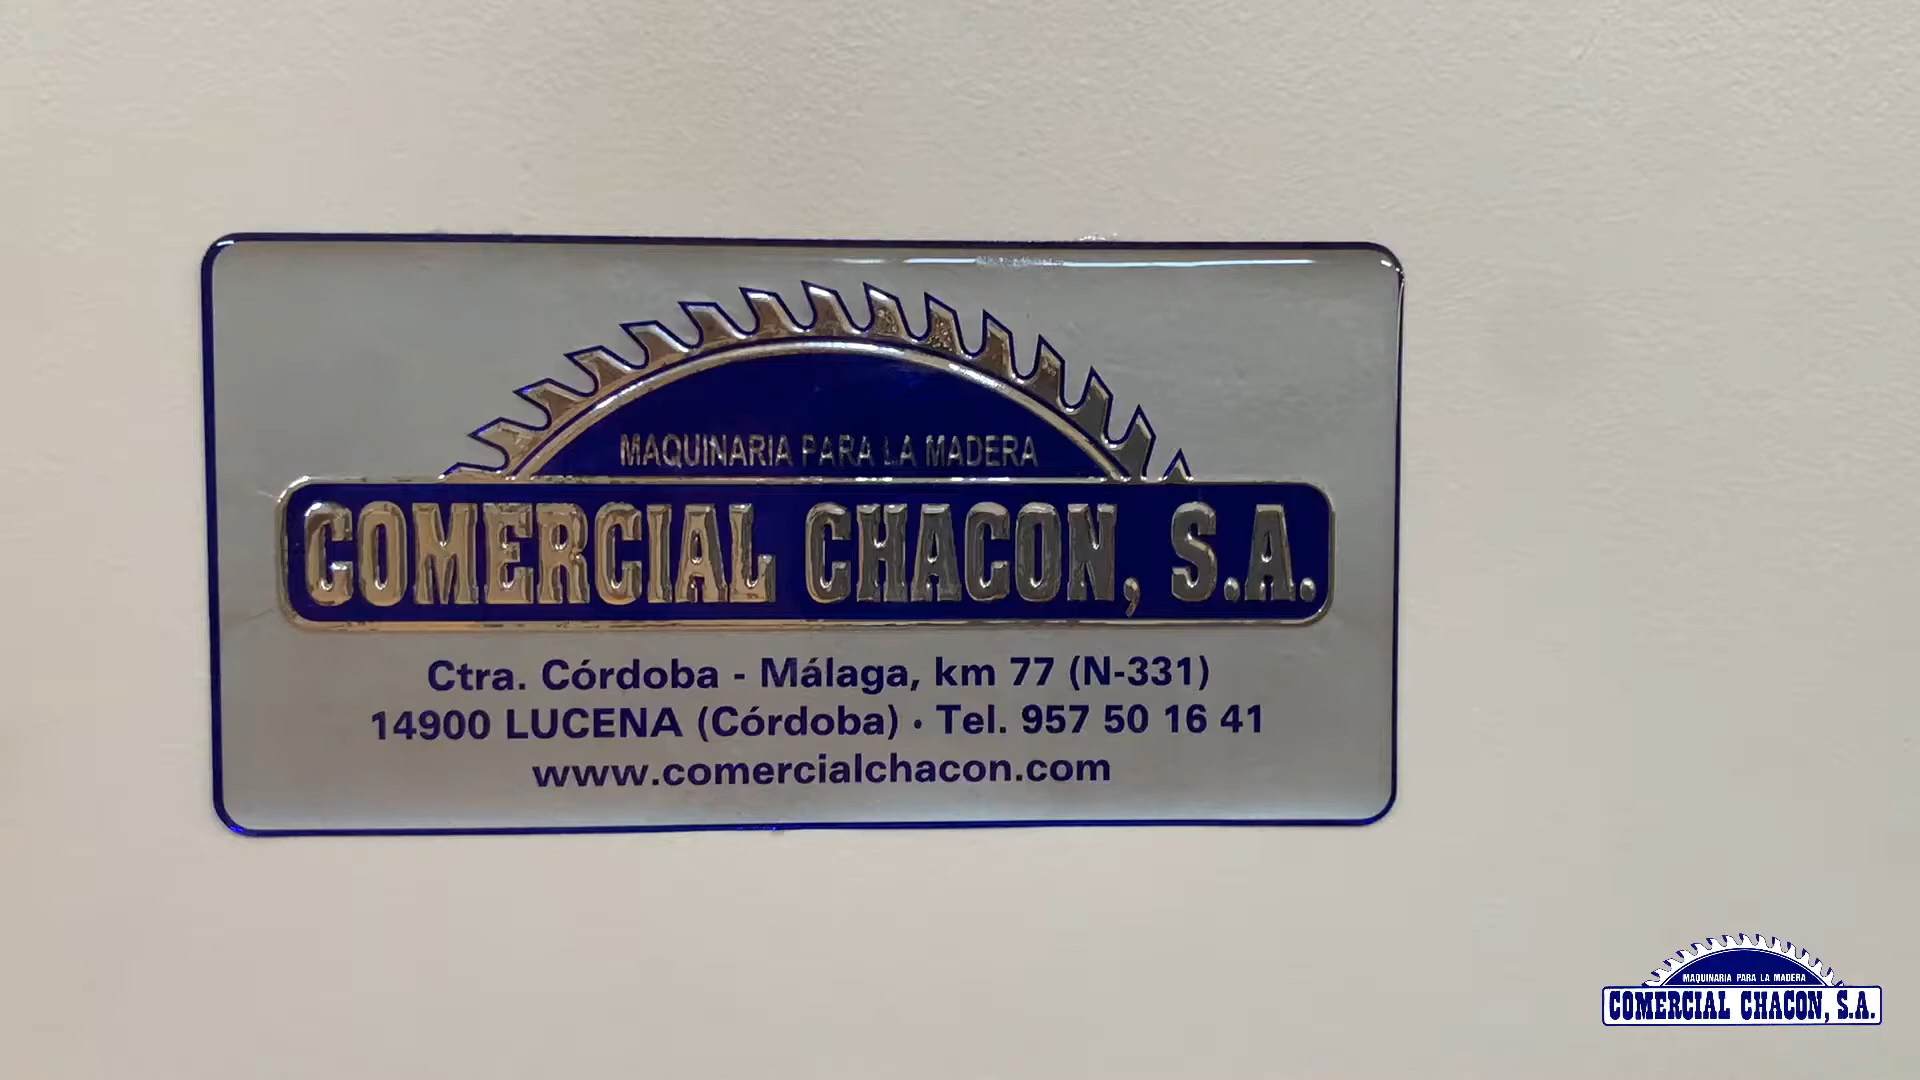 MAQUINARIA PARA LA MADERA
COMERCIAL CHACON, S.A.
Ctra. Córdoba - Málaga, km 77 (N-331)
14900 LUCENA (Córdoba) · Tel. 957 50 16 41
www.comercialchacon.com
MAQUINARIA PARA LA MADERA
COMERCIAL CHACON, S.A.